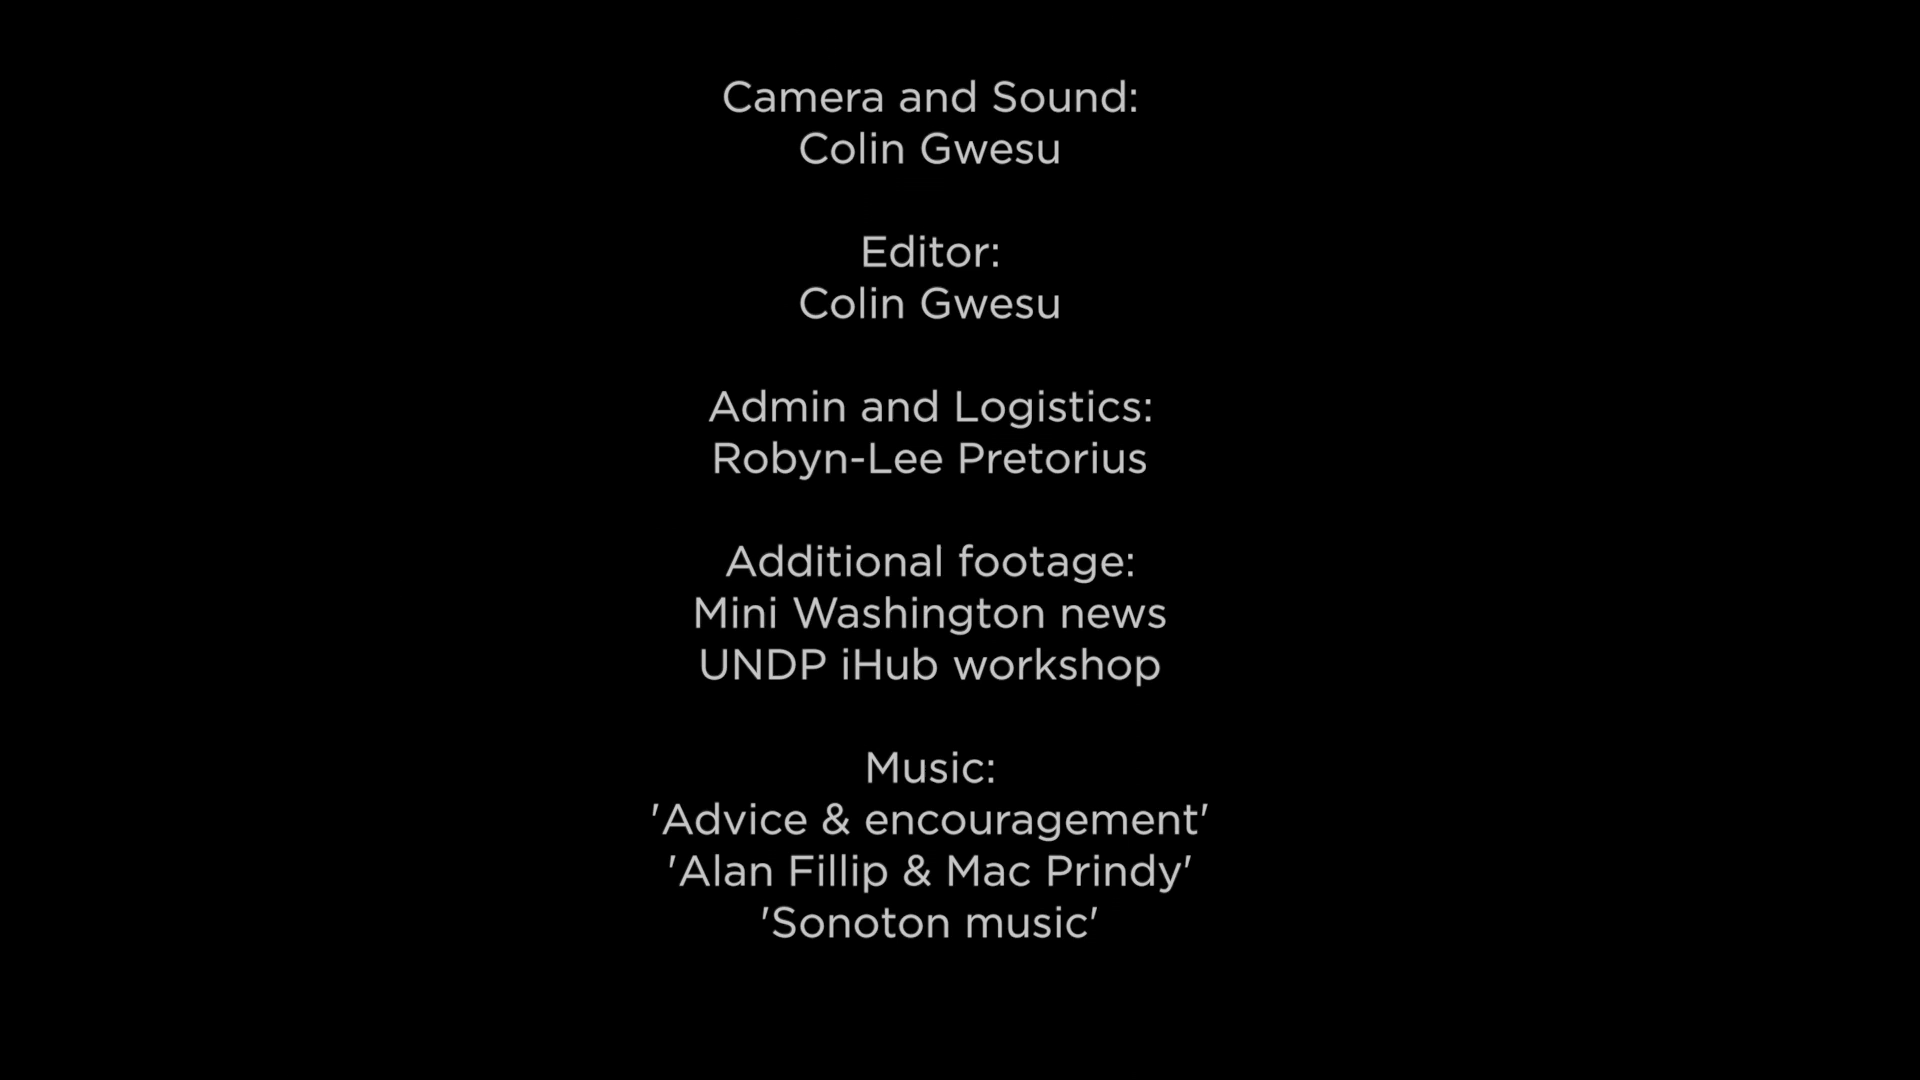 Camera and Sound:
Colin Gwesu
Editor:
Colin Gwesu
Admin and Logistics:
Robyn-Lee Pretorius
Additional footage:
Mini Washington news
UNDP iHub workshop
Music:
'Advice & encouragement'
'Alan Fillip & Mac Prindy'
'Sonoton music'